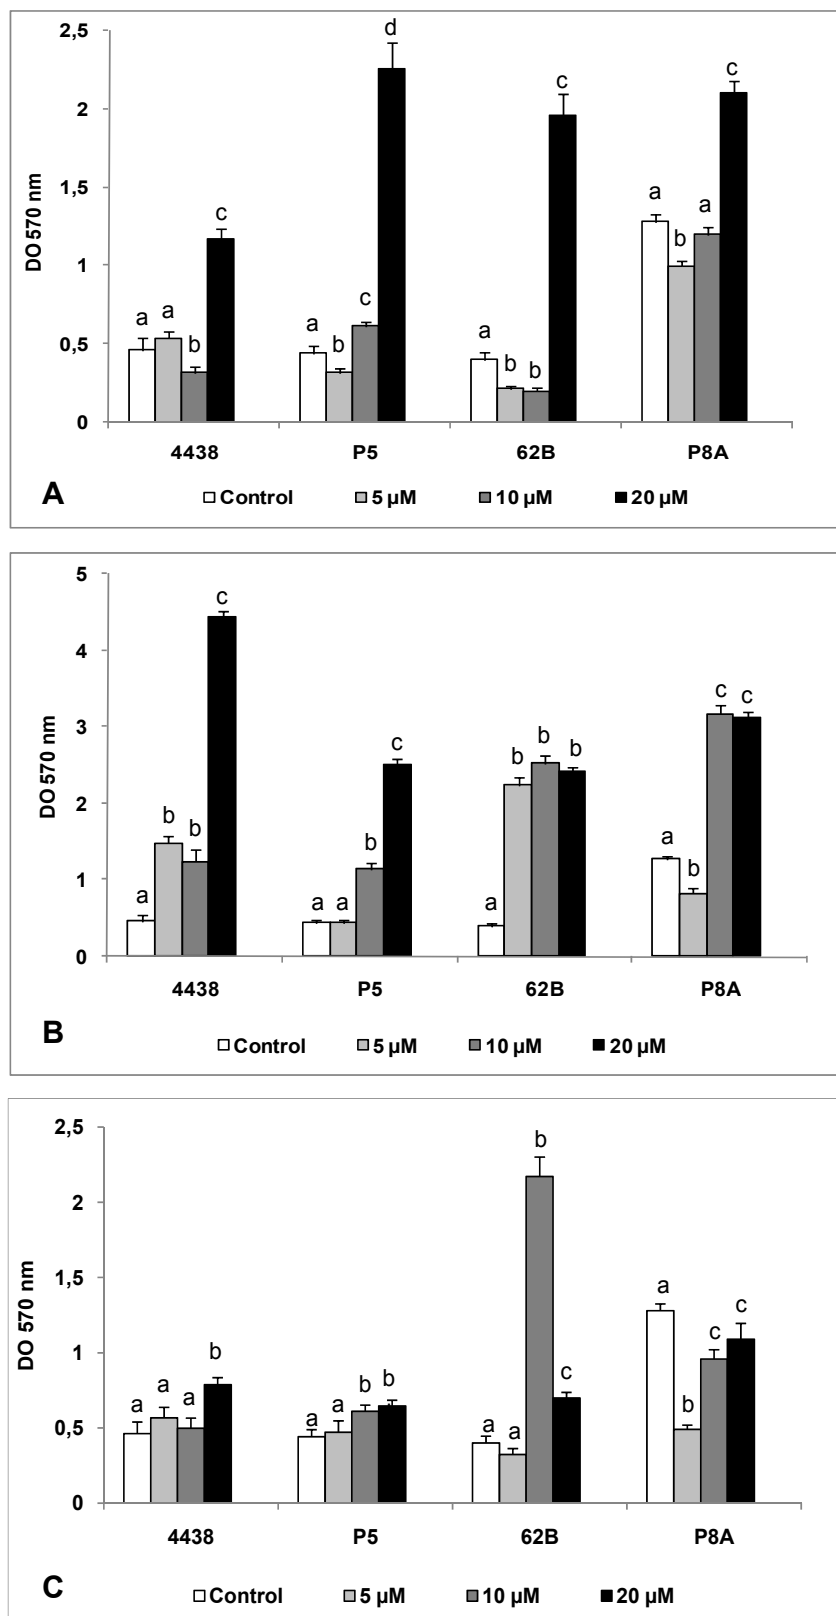 2,5
2
1,5
1
0,5
0
DO 570 nm
a a b c
a b c d
a b b c
a b a c
4438 P5 62B P8A
A
Control 5 µM 10 µM 20 µM
5
4
3
2
1
0
DO 570 nm
a b b c
a a b c
a b b b
a b c c
4438 P5 62B P8A
B
Control 5 µM 10 µM 20 µM
2,5
2
1,5
1
0,5
0
DO 570 nm
a a a b
a a b b
a a b c
a b c c
4438 P5 62B P8A
C
Control 5 µM 10 µM 20 µM